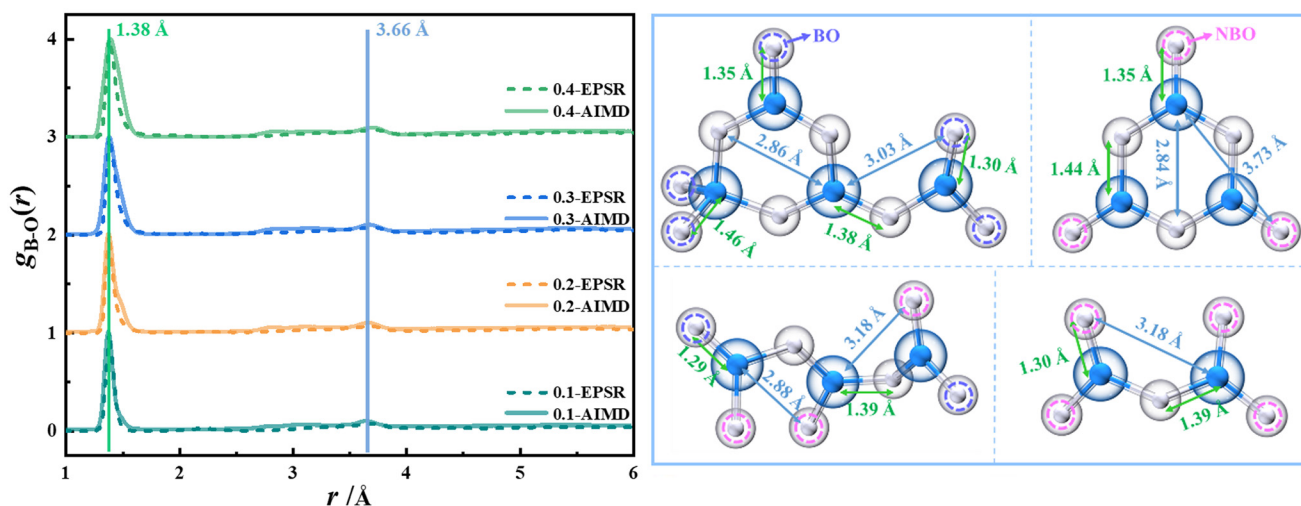 1.38 Å
3.66 Å
4
0.4-EPSR
0.4-AIMD
3
0.3-EPSR
0.3-AIMD
2
0.2-EPSR
0.2-AIMD
1
0.1-EPSR
0.1-AIMD
0
g_B-O(r)
1 2 3 4 5 6
r /Å
BO
1.35 Å
2.86 Å
3.03 Å
1.30 Å
1.46 Å
1.38 Å
NBO
1.35 Å
1.44 Å
2.84 Å
3.73 Å
1.29 Å
2.88 Å
3.18 Å
1.39 Å
1.30 Å
3.18 Å
1.39 Å